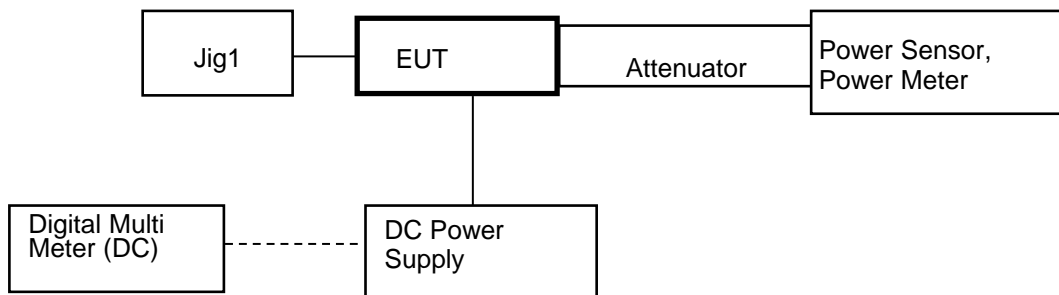 Jig1
EUT
Attenuator
Power Sensor,
Power Meter
Digital Multi
Meter (DC)
DC Power
Supply